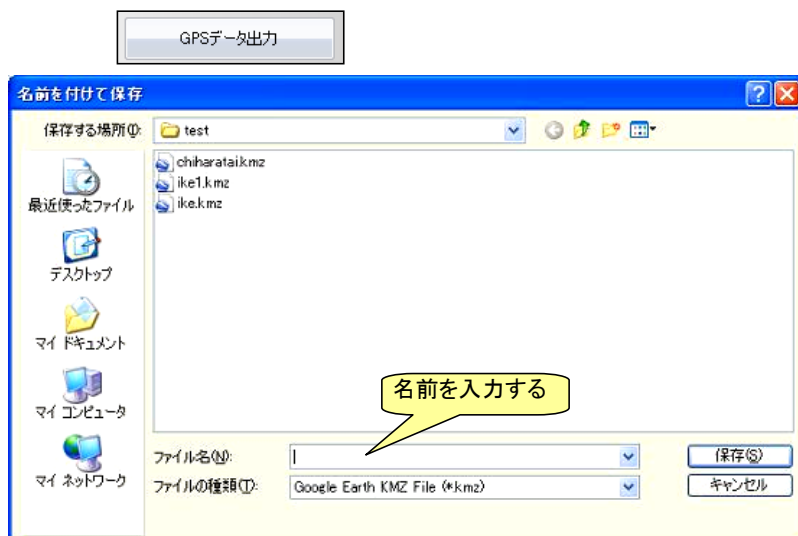 GPSデータ出力
名前を付けて保存
保存する場所(I):
test
chiharatai.kmz
ike1.kmz
ike.kmz
最近使ったファイル
デスクトップ
マイ ドキュメント
マイ コンピュータ
マイ ネットワーク
名前を入力する
ファイル名(N):
保存(S)
ファイルの種類(T):
Google Earth KMZ File (*.kmz)
キャンセル